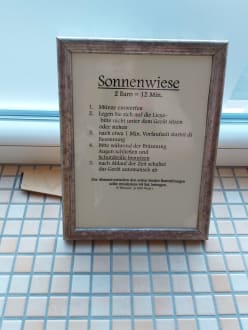 Sonnenwiese
2 Euro = 12 Min.
1. Münze einwerfen
2. Legen Sie sich auf die Liege
bitte nicht unter dem Gerät sitzen
oder stehen
3. nach etwa 1 Min. Vorlaufzeit startet die
Besonnung
4. Bitte während der Bräunung
Augen schließen und
Schutzbrille benutzen
5. nach Ablauf der Zeit schaltet
das Gerät automatisch ab